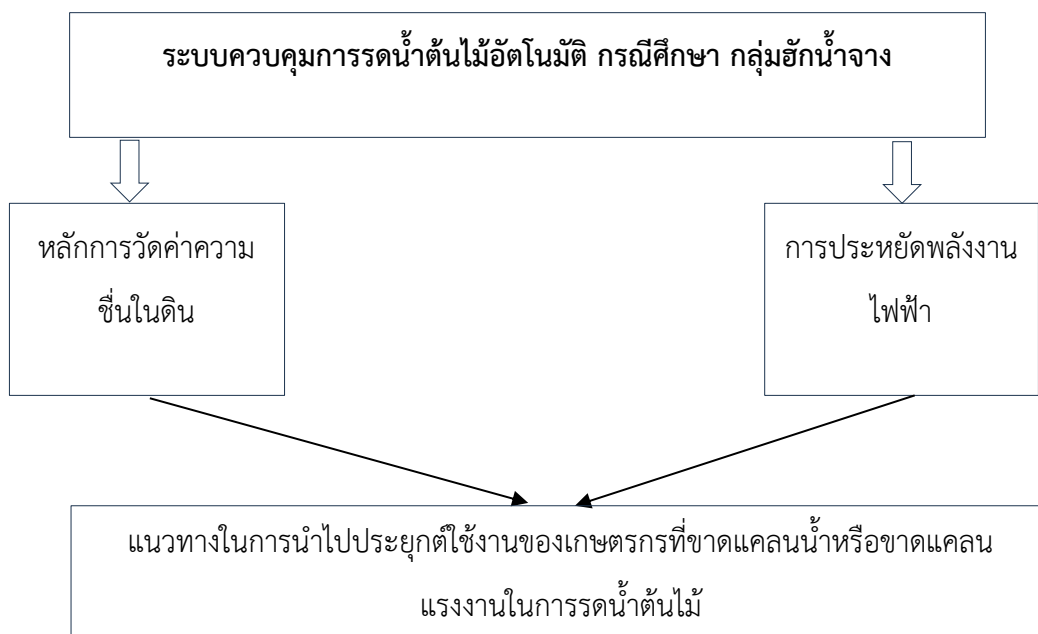 ระบบควบคุมการรดน้ำต้นไม้อัตโนมัติ กรณีศึกษา กลุ่มฮักน้ำจาง
หลักการวัดค่าความ
ชื่นในดิน
การประหยัดพลังงาน
ไฟฟ้า
แนวทางในการนำไปประยุกต์ใช้งานของเกษตรกรที่ขาดแคลนน้ำหรือขาดแคลน
แรงงานในการรดน้ำต้นไม้